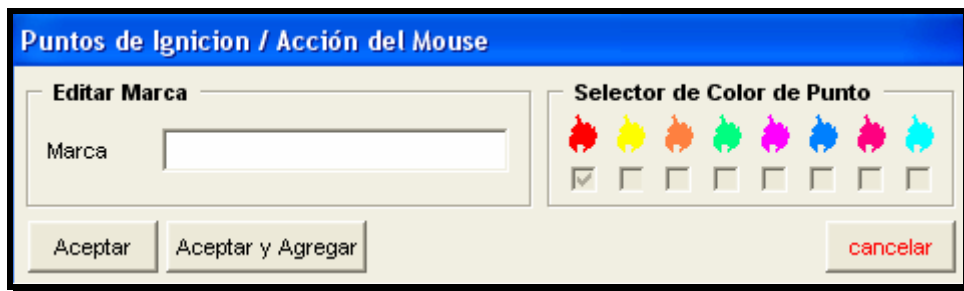 Puntos de Ignicion / Acción del Mouse
Editar Marca
Selector de Color de Punto
Marca
Aceptar
Aceptar y Agregar
cancelar